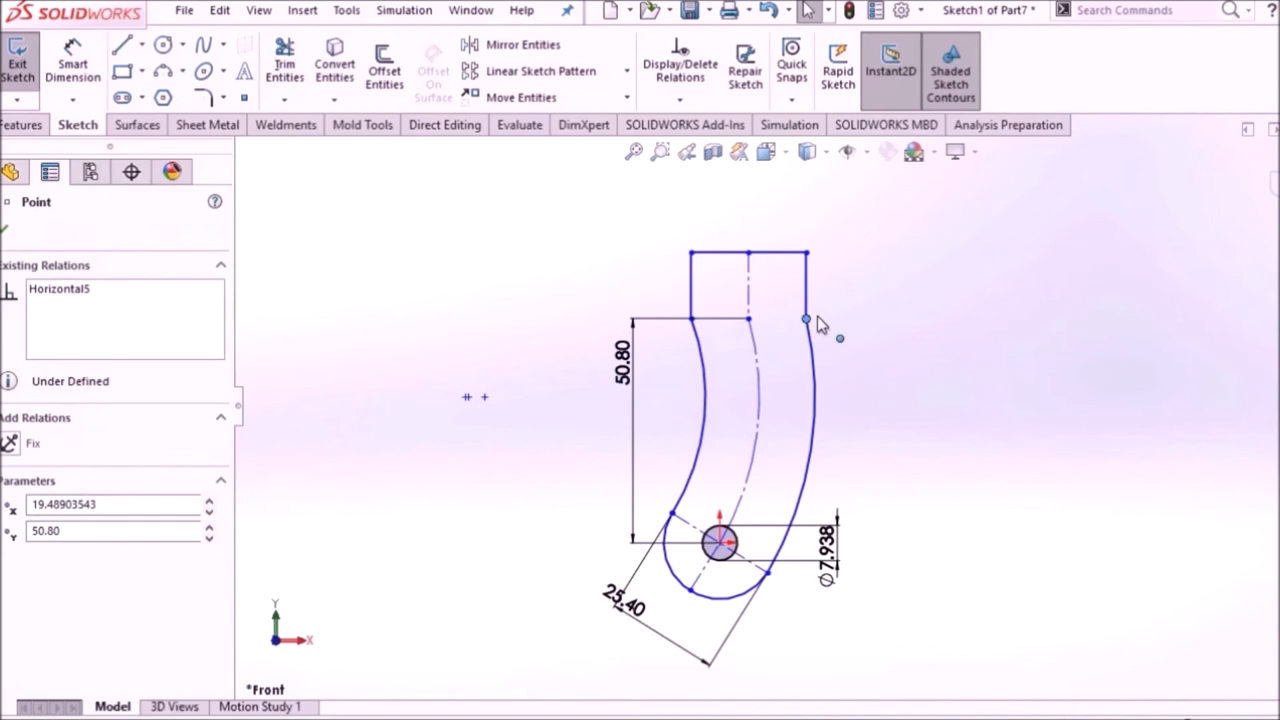 SOLIDWORKS File Edit View Insert Tools Simulation Window Help Sketch1 of Part7 * Search Commands ?
Exit Sketch Smart Dimension Trim Entities Convert Entities Offset Entities Offset On Surface Mirror Entities Linear Sketch Pattern Move Entities Display/Delete Relations Repair Sketch Quick Snaps Rapid Sketch Instant2D Shaded Sketch Contours
Features Sketch Surfaces Sheet Metal Weldments Mold Tools Direct Editing Evaluate DimXpert SOLIDWORKS Add-Ins Simulation SOLIDWORKS MBD Analysis Preparation
Point
Existing Relations
Horizontal5
Under Defined
Add Relations
Fix
Parameters
19.48903543
50.80
50.80
25.40
Ø7.938
Y
X
*Front
Model 3D Views Motion Study 1